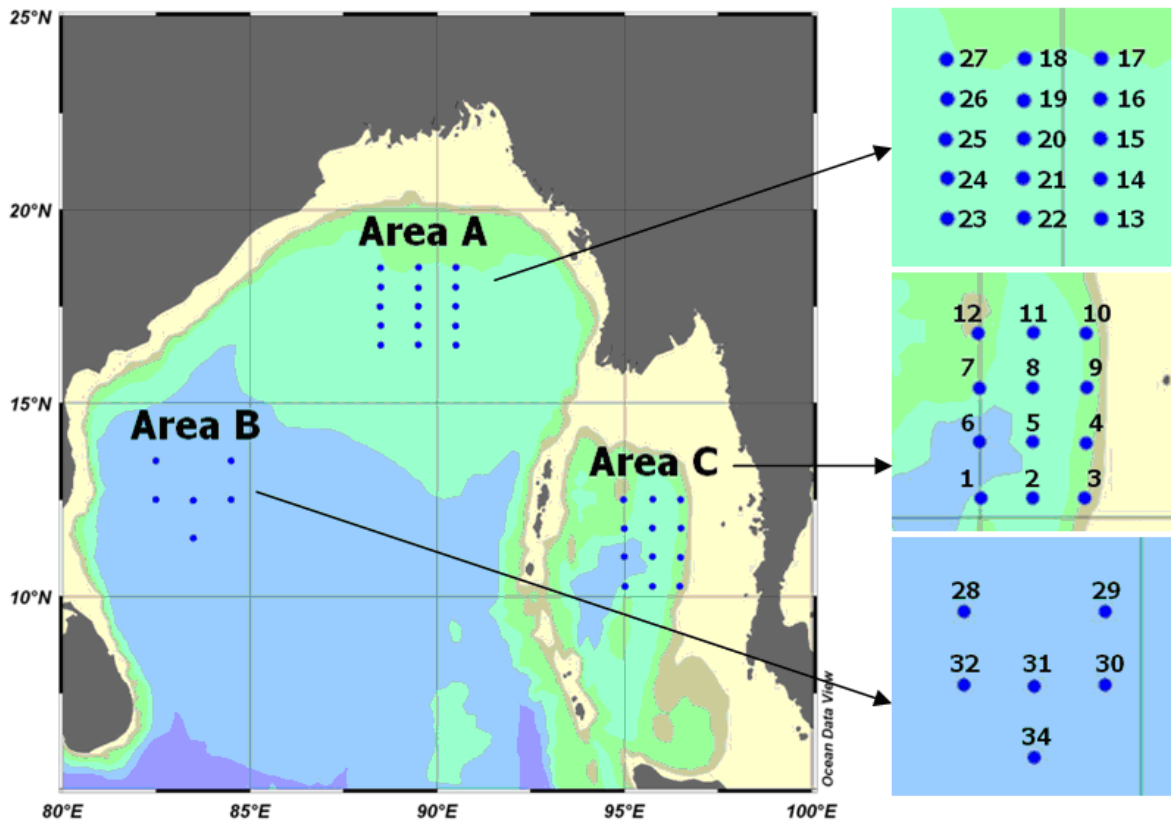 25°N
20°N
15°N
10°N
Area A
Area B
Area C
Ocean Data View
80°E 85°E 90°E 95°E 100°E
27 18 17
26 19 16
25 20 15
24 21 14
23 22 13
12 11 10
7 8 9
6 5 4
1 2 3
28 29
32 31 30
34